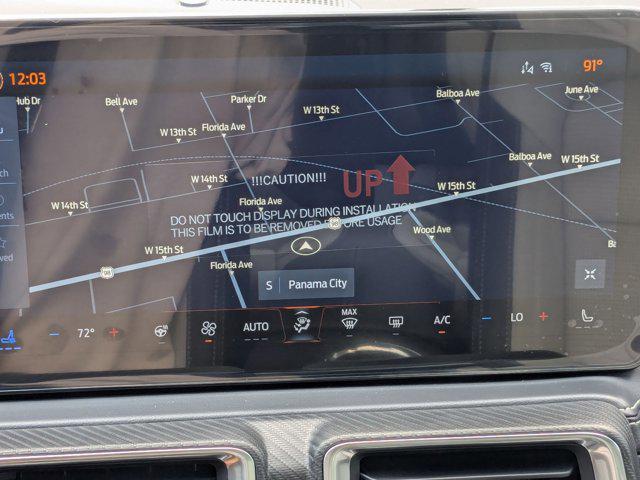 12:03
91°
Hub Dr
Bell Ave
Parker Dr
Balboa Ave
June Ave
W 13th St
W 13th St
Florida Ave
Balboa Ave
W 15th St
W 14th St
W 14th St
!!!CAUTION!!!
UP
W 15th St
Florida Ave
DO NOT TOUCH DISPLAY DURING INSTALLATION
THIS FILM IS TO BE REMOVED BEFORE USAGE
98
Wood Ave
W 15th St
98
Florida Ave
S Panama City
72°
AUTO
MAX
A/C
LO